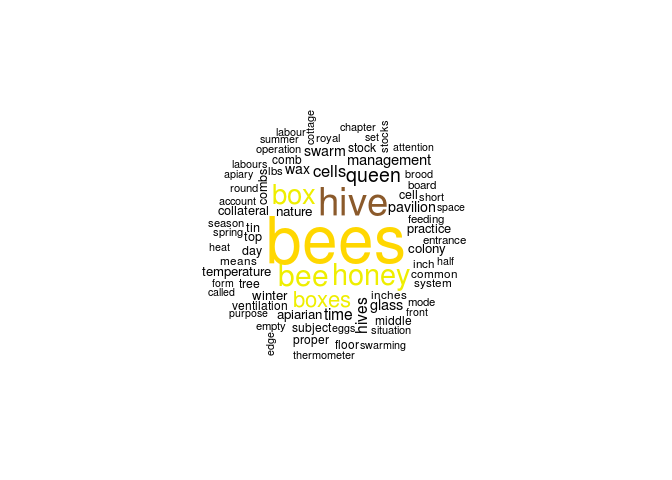 cottage
labour
chapter
stocks
summer
royal
set
operation
swarm
stock
attention
labours
comb
management
apiary
lbs
wax
cells
queen
brood
round
combs
box
hive
cell
board
short
account
collateral
nature
pavilion
space
season
feeding
spring
tin
bees
practice
heat
top
day
entrance
colony
means
temperature
bee
honey
inch
half
common
form
tree
system
called
winter
boxes
inches
mode
ventilation
glass
front
purpose
apiarian
time
hives
middle
empty
subject
eggs
situation
edge
proper
floor
swarming
thermometer